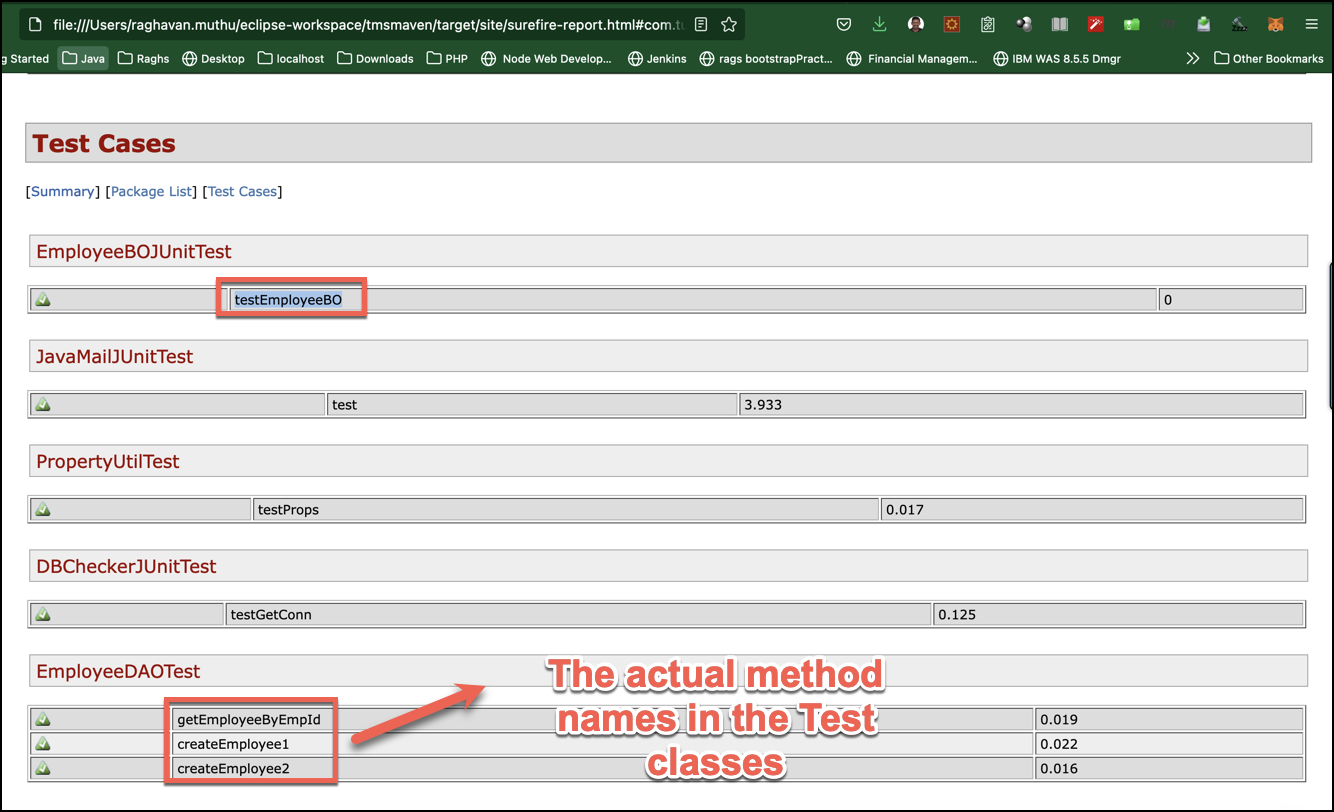 file:///Users/raghavan.muthu/eclipse-workspace/tmsmaven/target/site/surefire-report.html#com.tu
g Started Java Raghs Desktop localhost Downloads PHP Node Web Develop... Jenkins rags bootstrapPract... Financial Managem... IBM WAS 8.5.5 Dmgr Other Bookmarks
Test Cases
[Summary] [Package List] [Test Cases]
EmployeeBOJUnitTest
testEmployeeBO 0
JavaMailJUnitTest
test 3.933
PropertyUtilTest
testProps 0.017
DBCheckerJUnitTest
testGetConn 0.125
EmployeeDAOTest
getEmployeeByEmpId 0.019
createEmployee1 0.022
createEmployee2 0.016
The actual method
names in the Test
classes